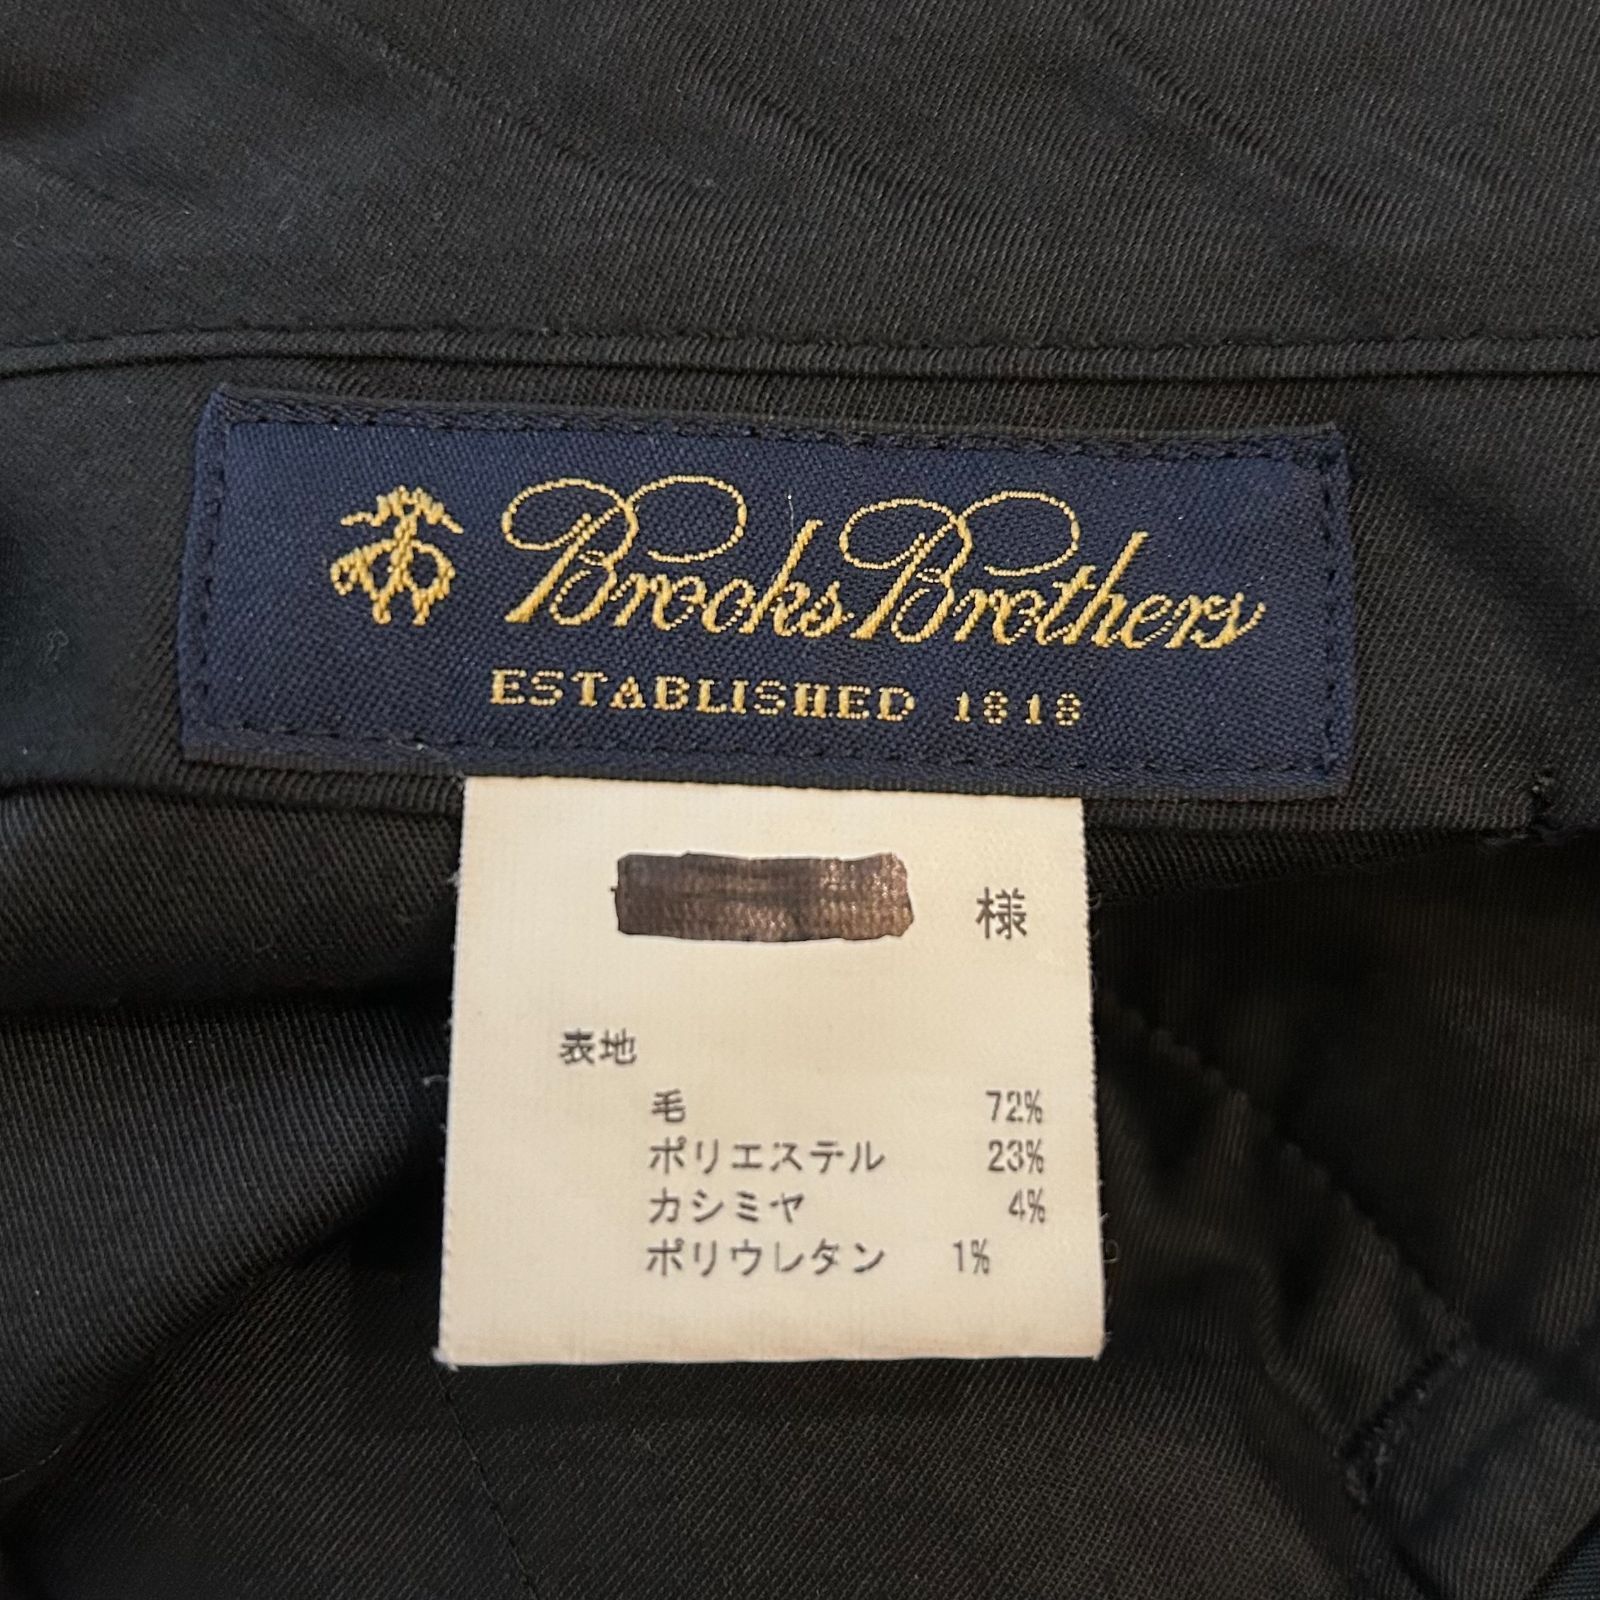 Brooks Brothers
ESTABLISHED 1818
様
表地
毛 72%
ポリエステル 23%
カシミヤ 4%
ポリウレタン 1%